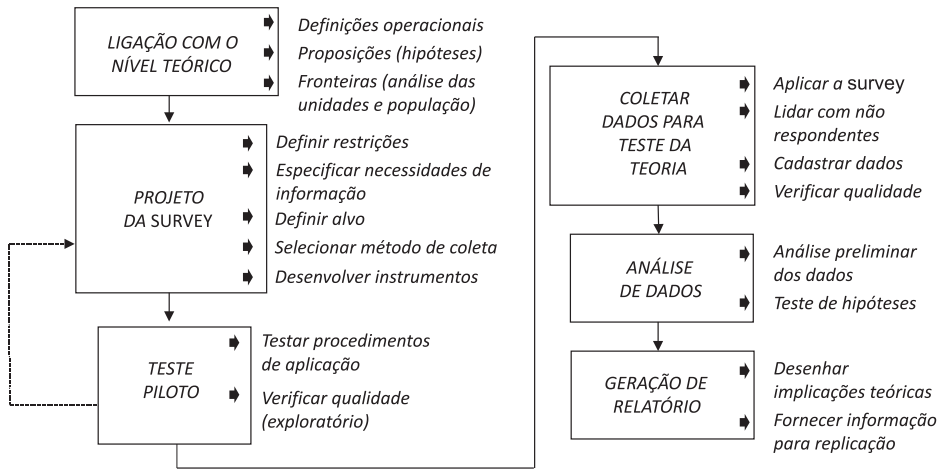 LIGAÇÃO COM O
NÍVEL TEÓRICO
Definições operacionais
Proposições (hipóteses)
Fronteiras (análise das
unidades e população)
PROJETO
DA SURVEY
Definir restrições
Especificar necessidades de
informação
Definir alvo
Selecionar método de coleta
Desenvolver instrumentos
TESTE
PILOTO
Testar procedimentos
de aplicação
Verificar qualidade
(exploratório)
COLETAR
DADOS PARA
TESTE DA
TEORIA
Aplicar a survey
Lidar com não
respondentes
Cadastrar dados
Verificar qualidade
ANÁLISE
DE DADOS
Análise preliminar
dos dados
Teste de hipóteses
GERAÇÃO DE
RELATÓRIO
Desenhar
implicações teóricas
Fornecer informação
para replicação